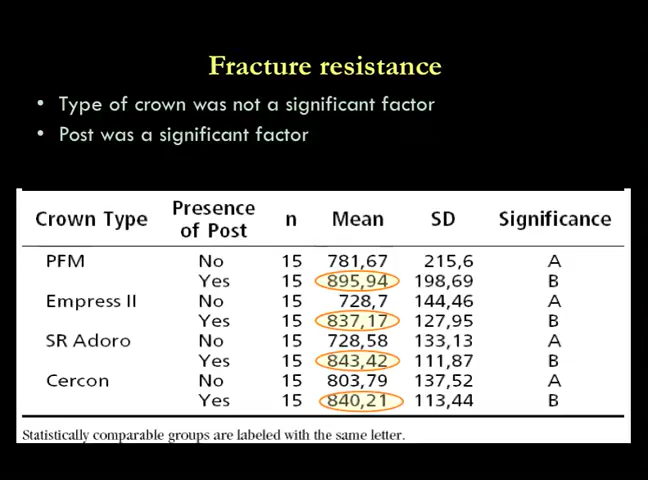 Fracture resistance
• Type of crown was not a significant factor
• Post was a significant factor
Crown Type Presence of Post n Mean SD Significance
PFM No 15 781,67 215,6 A
Yes 15 895,94 198,69 B
Empress II No 15 728,7 144,46 A
Yes 15 837,17 127,95 B
SR Adoro No 15 728,58 133,13 A
Yes 15 843,42 111,87 B
Cercon No 15 803,79 137,52 A
Yes 15 840,21 113,44 B
Statistically comparable groups are labeled with the same letter.